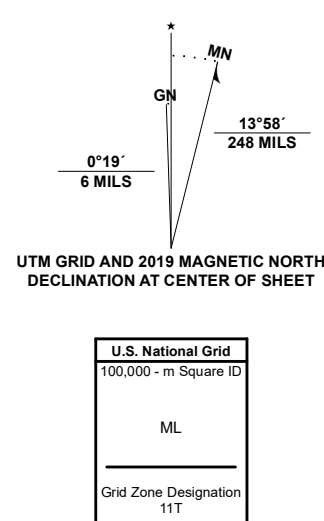 ★
MN
GN
13°58´
248 MILS
0°19´
6 MILS
UTM GRID AND 2019 MAGNETIC NORTH
DECLINATION AT CENTER OF SHEET
U.S. National Grid
100,000 - m Square ID
ML
Grid Zone Designation
11T